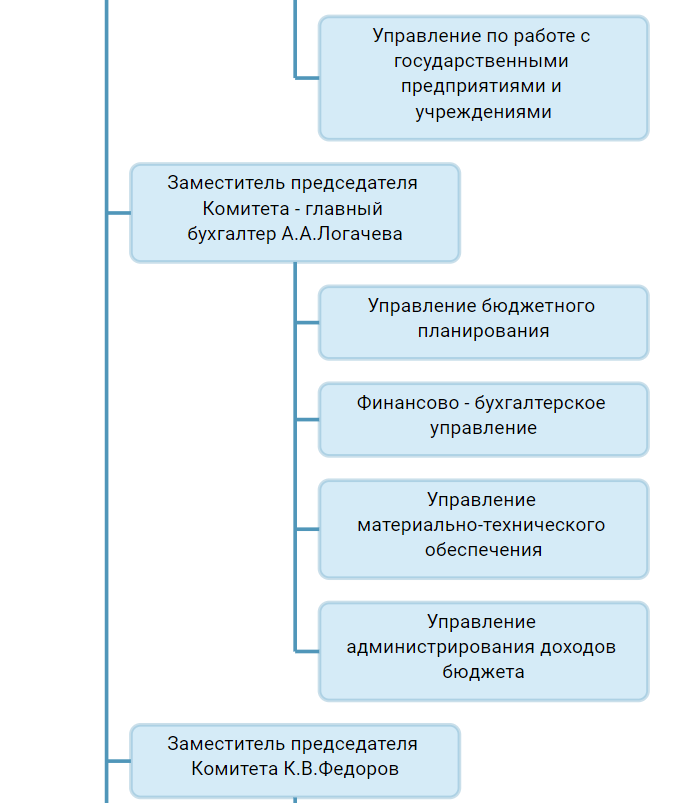 Управление по работе с
государственными
предприятиями и
учреждениями
Заместитель председателя
Комитета - главный
бухгалтер А.А.Логачева
Управление бюджетного
планирования
Финансово - бухгалтерское
управление
Управление
материально-технического
обеспечения
Управление
администрирования доходов
бюджета
Заместитель председателя
Комитета К.В.Федоров